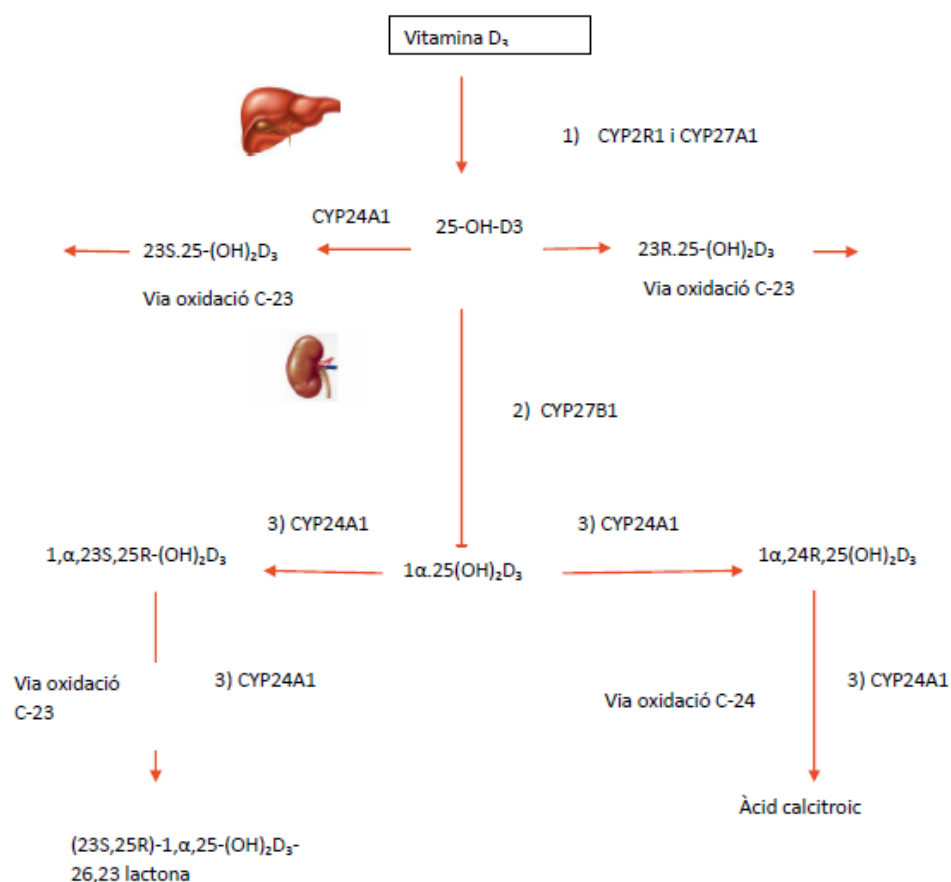 Vitamina D₃
1) CYP2R1 i CYP27A1
CYP24A1
25-OH-D3
23S.25-(OH)₂D₃
23R.25-(OH)₂D₃
Via oxidació C-23
Via oxidació C-23
2) CYP27B1
3) CYP24A1
3) CYP24A1
1,α,23S,25R-(OH)₂D₃
1α.25(OH)₂D₃
1α,24R,25(OH)₂D₃
Via oxidació
C-23
3) CYP24A1
Via oxidació C-24
3) CYP24A1
Àcid calcitroic
(23S,25R)-1,α,25-(OH)₂D₃-
26,23 lactona